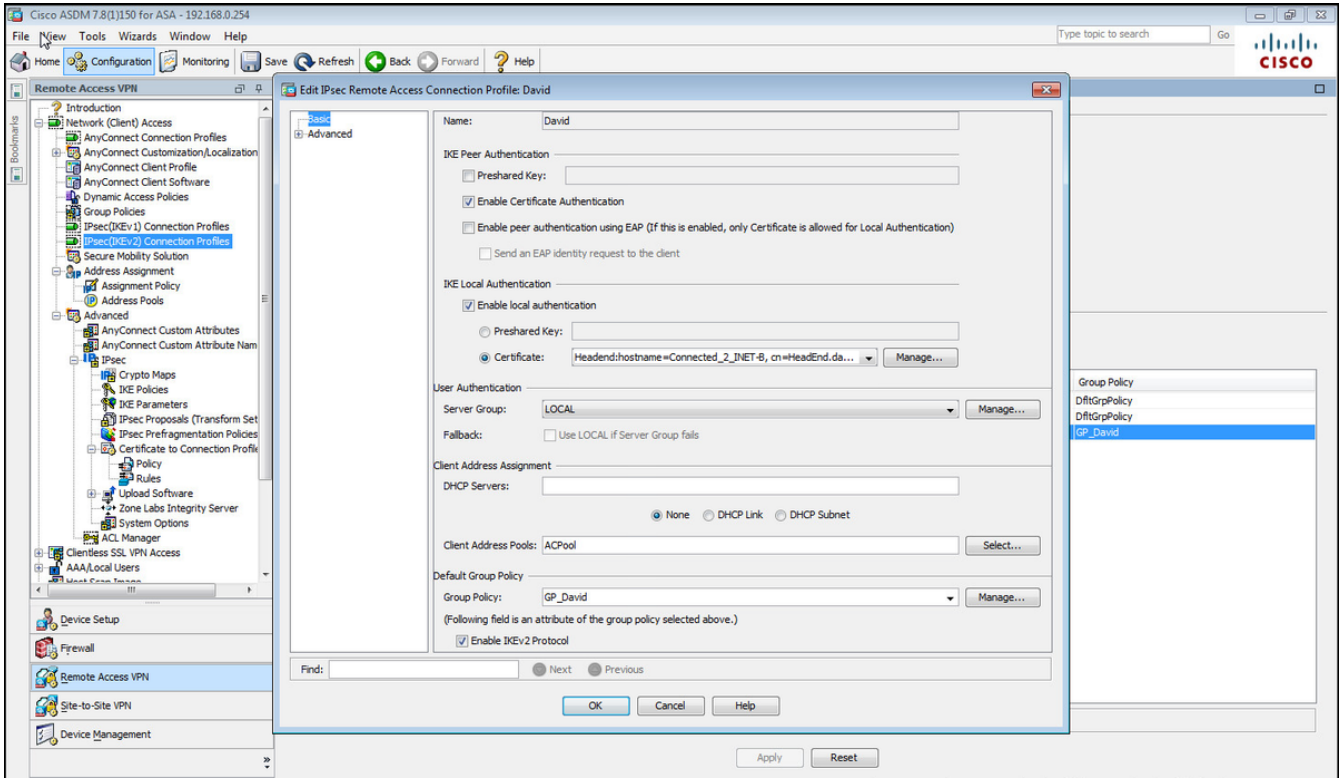 Cisco ASDM 7.8(1)150 for ASA - 192.168.0.254
File View Tools Wizards Window Help
Type topic to search Go
Home Configuration Monitoring Save Refresh Back Forward Help
CISCO
Bookmarks
Remote Access VPN
Introduction
Network (Client) Access
AnyConnect Connection Profiles
AnyConnect Customization/Localization
AnyConnect Client Profile
AnyConnect Client Software
Dynamic Access Policies
Group Policies
IPsec(IKEv1) Connection Profiles
IPsec(IKEv2) Connection Profiles
Secure Mobility Solution
Address Assignment
Assignment Policy
Address Pools
Advanced
AnyConnect Custom Attributes
AnyConnect Custom Attribute Nam
IPsec
Crypto Maps
IKE Policies
IKE Parameters
IPsec Proposals (Transform Set
IPsec Prefragmentation Policies
Certificate to Connection Profile
Policy
Rules
Upload Software
Zone Labs Integrity Server
System Options
ACL Manager
Clientless SSL VPN Access
AAA/Local Users
Host Scan Image
Device Setup
Firewall
Remote Access VPN
Site-to-Site VPN
Device Management
Edit IPsec Remote Access Connection Profile: David
Basic
Advanced
Name: David
IKE Peer Authentication
Preshared Key:
Enable Certificate Authentication
Enable peer authentication using EAP (If this is enabled, only Certificate is allowed for Local Authentication)
Send an EAP identity request to the client
IKE Local Authentication
Enable local authentication
Preshared Key:
Certificate: Headend:hostname=Connected_2_INET-B, cn=HeadEnd.da... Manage...
User Authentication
Server Group: LOCAL Manage...
Fallback: Use LOCAL if Server Group fails
Client Address Assignment
DHCP Servers:
None DHCP Link DHCP Subnet
Client Address Pools: ACPool Select...
Default Group Policy
Group Policy: GP_David Manage...
(Following field is an attribute of the group policy selected above.)
Enable IKEv2 Protocol
Find: Next Previous
OK Cancel Help
Group Policy
DfltGrpPolicy
DfltGrpPolicy
GP_David
Apply Reset